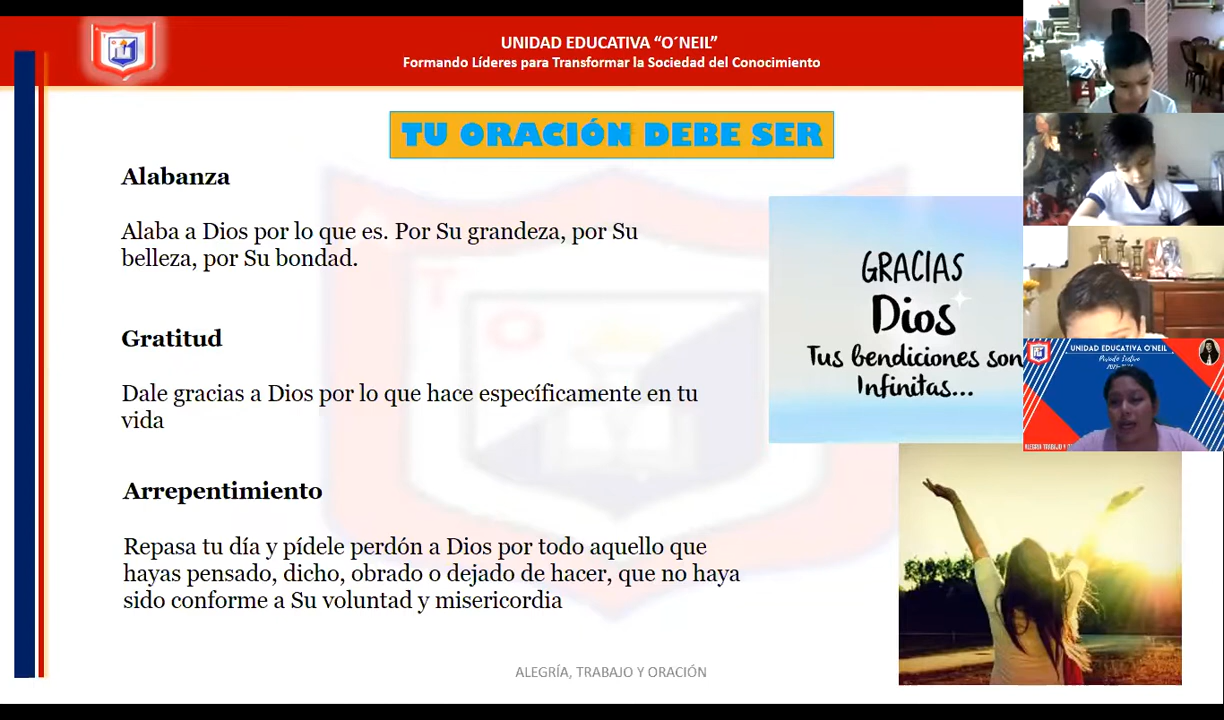 UNIDAD EDUCATIVA “O´NEIL”
Formando Líderes para Transformar la Sociedad del Conocimiento
TU ORACIÓN DEBE SER
Alabanza
Alaba a Dios por lo que es. Por Su grandeza, por Su
belleza, por Su bondad.
Gratitud
Dale gracias a Dios por lo que hace específicamente en tu
vida
Arrepentimiento
Repasa tu día y pídele perdón a Dios por todo aquello que
hayas pensado, dicho, obrado o dejado de hacer, que no haya
sido conforme a Su voluntad y misericordia
ALEGRÍA, TRABAJO Y ORACIÓN
GRACIAS
Dios
Tus bendiciones son
Infinitas...
UNIDAD EDUCATIVA O'NEIL
ALEGRIA TRABAJO Y
T O